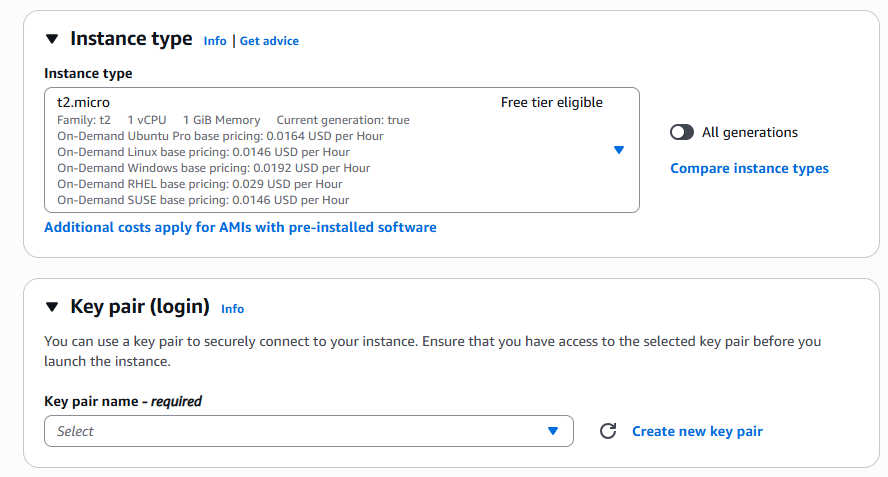 Instance type Info | Get advice
Instance type
t2.micro Free tier eligible
Family: t2 1 vCPU 1 GiB Memory Current generation: true
On-Demand Ubuntu Pro base pricing: 0.0164 USD per Hour
On-Demand Linux base pricing: 0.0146 USD per Hour
On-Demand Windows base pricing: 0.0192 USD per Hour
On-Demand RHEL base pricing: 0.029 USD per Hour
On-Demand SUSE base pricing: 0.0146 USD per Hour
All generations
Compare instance types
Additional costs apply for AMIs with pre-installed software
Key pair (login) Info
You can use a key pair to securely connect to your instance. Ensure that you have access to the selected key pair before you
launch the instance.
Key pair name - required
Select
Create new key pair